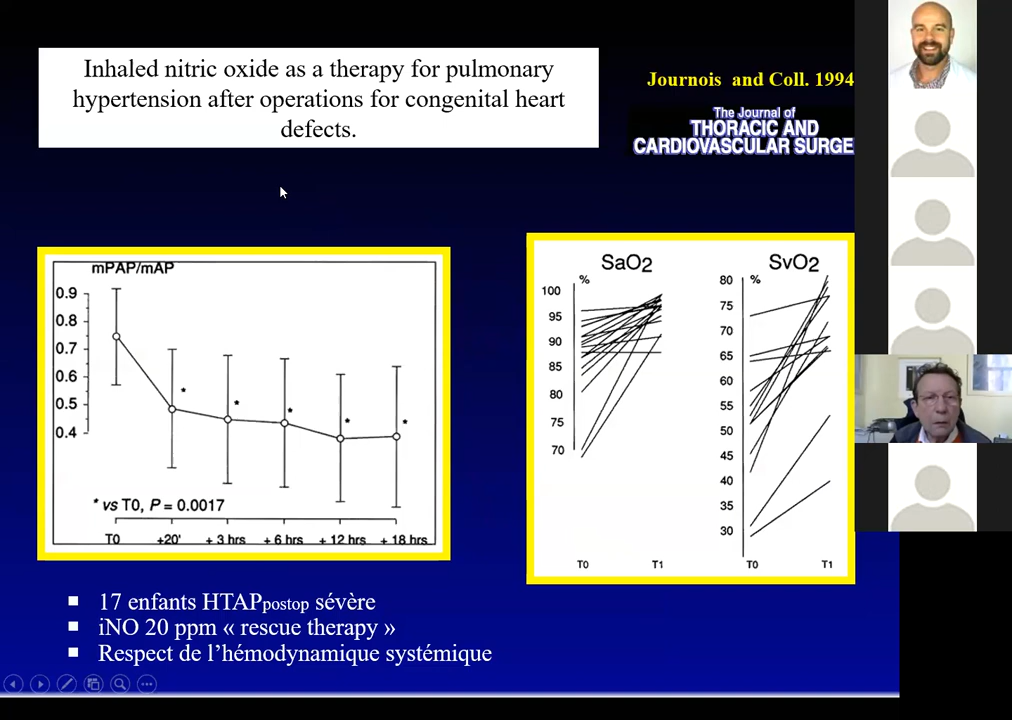 Inhaled nitric oxide as a therapy for pulmonary
hypertension after operations for congenital heart
defects.
Journois and Coll. 1994
The Journal of
THORACIC AND
CARDIOVASCULAR SURGE
mPAP/mAP
0.9
0.8
0.7
0.6
0.5
0.4
*
*
*
*
*
* vs T0, P = 0.0017
T0 +20' + 3 hrs + 6 hrs + 12 hrs + 18 hrs
SaO2
%
100
95
90
85
80
75
70
T0 T1
SvO2
%
80
75
70
65
60
55
50
45
40
35
30
T0 T1
■ 17 enfants HTAPpostop sévère
■ iNO 20 ppm « rescue therapy »
■ Respect de l’hémodynamique systémique